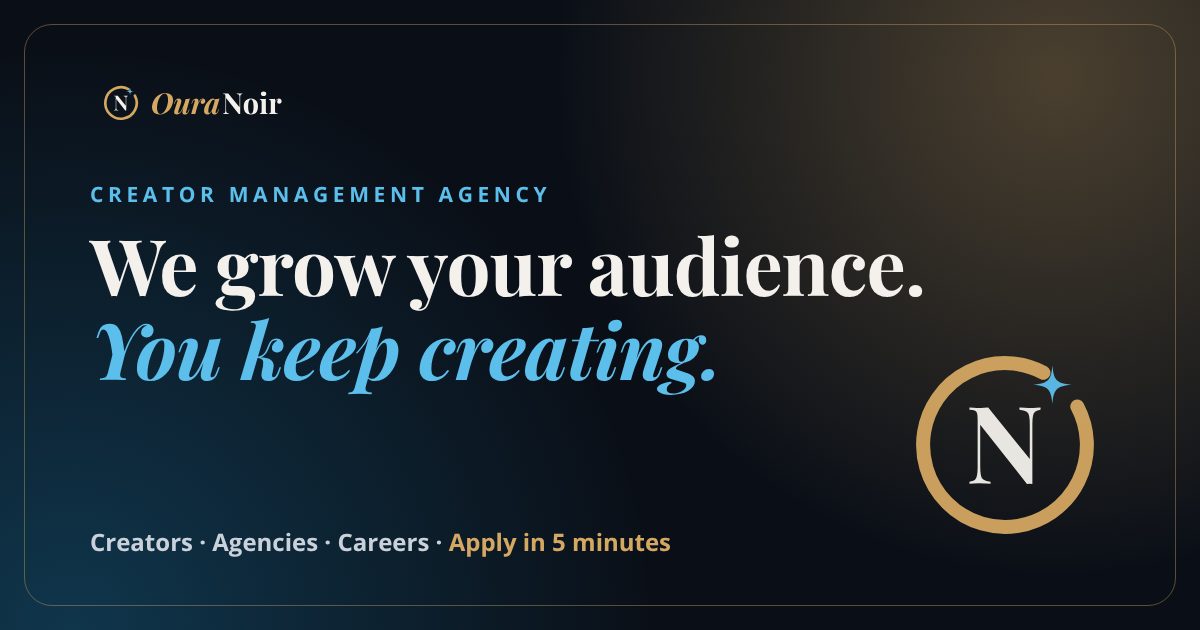 N OuraNoir
CREATOR MANAGEMENT AGENCY
We grow your audience.
You keep creating.
N
Creators · Agencies · Careers · Apply in 5 minutes